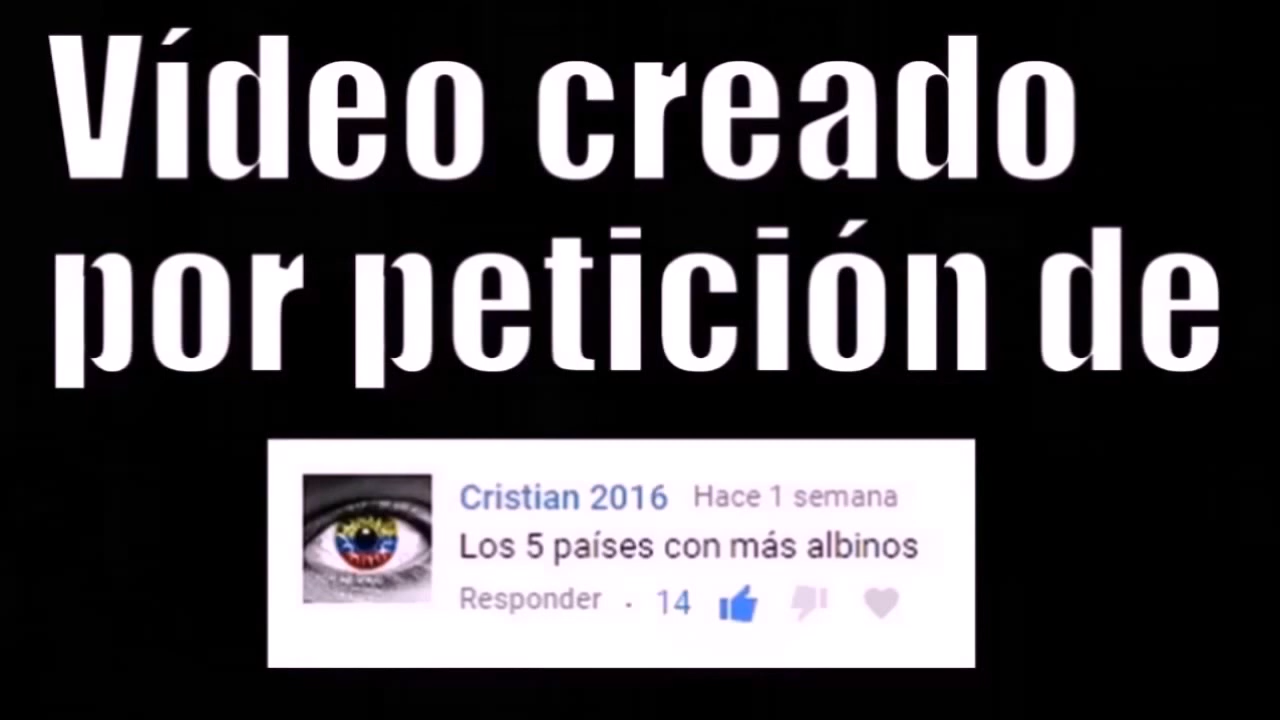 Vídeo creado
por petición de
Cristian 2016 Hace 1 semana
Los 5 países con más albinos
Responder · 14